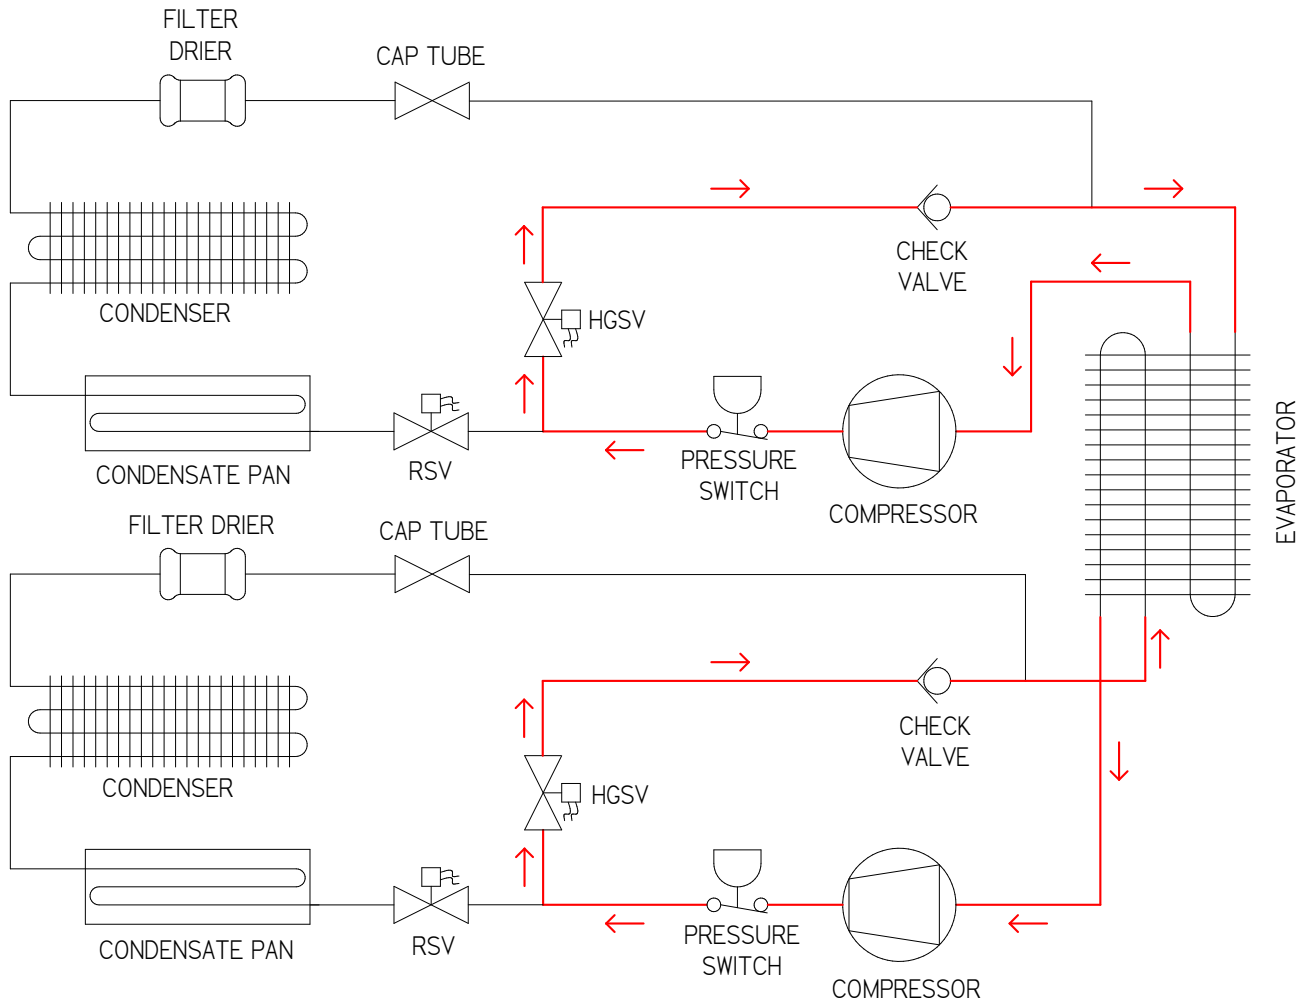 FILTER
DRIER
CAP TUBE
CHECK
VALVE
CONDENSER
HGSV
EVAPORATOR
PRESSURE
SWITCH
CONDENSATE PAN
RSV
COMPRESSOR
FILTER DRIER
CAP TUBE
CHECK
VALVE
CONDENSER
HGSV
PRESSURE
SWITCH
CONDENSATE PAN
RSV
COMPRESSOR